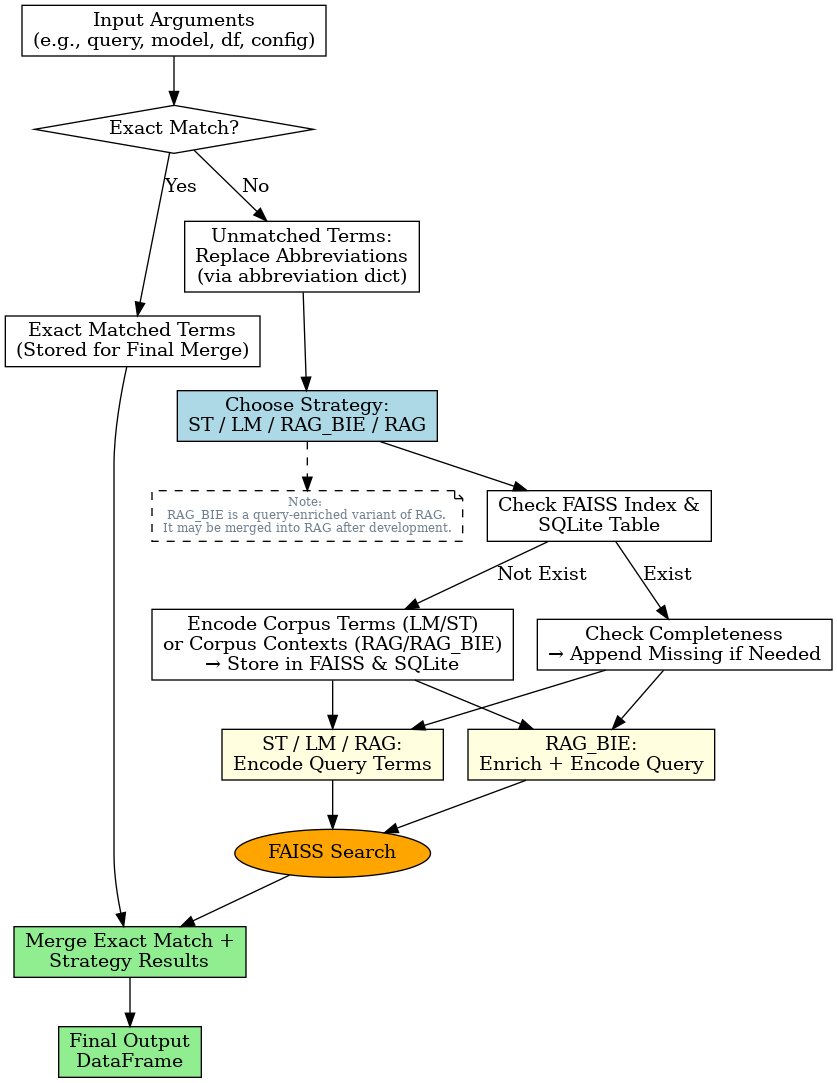 Input Arguments
(e.g., query, model, df, config)
Exact Match?
Yes
No
Unmatched Terms:
Replace Abbreviations
(via abbreviation dict)
Exact Matched Terms
(Stored for Final Merge)
Choose Strategy:
ST / LM / RAG_BIE / RAG
Note:
RAG_BIE is a query-enriched variant of RAG.
It may be merged into RAG after development.
Check FAISS Index &
SQLite Table
Not Exist
Exist
Encode Corpus Terms (LM/ST)
or Corpus Contexts (RAG/RAG_BIE)
→ Store in FAISS & SQLite
Check Completeness
→ Append Missing if Needed
ST / LM / RAG:
Encode Query Terms
RAG_BIE:
Enrich + Encode Query
FAISS Search
Merge Exact Match +
Strategy Results
Final Output
DataFrame